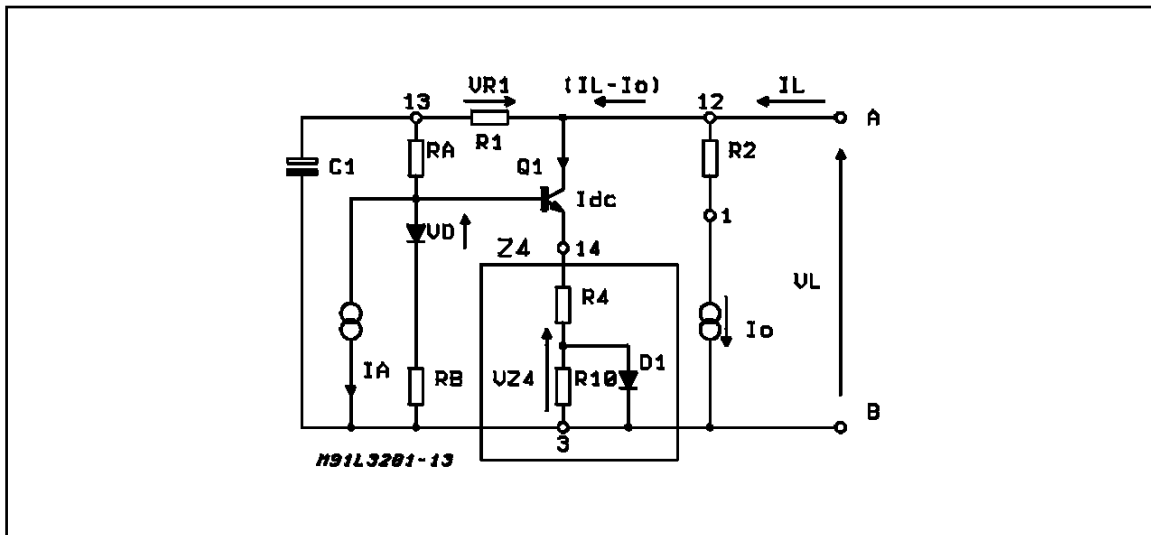 VR1 (IL-Io) IL
13 12 A
R1
RA R2
C1 Q1
Idc
VD 1
Z4 14
R4 VL
Io
D1
IA RB VZ4 R10
B
3
M91L3201-13